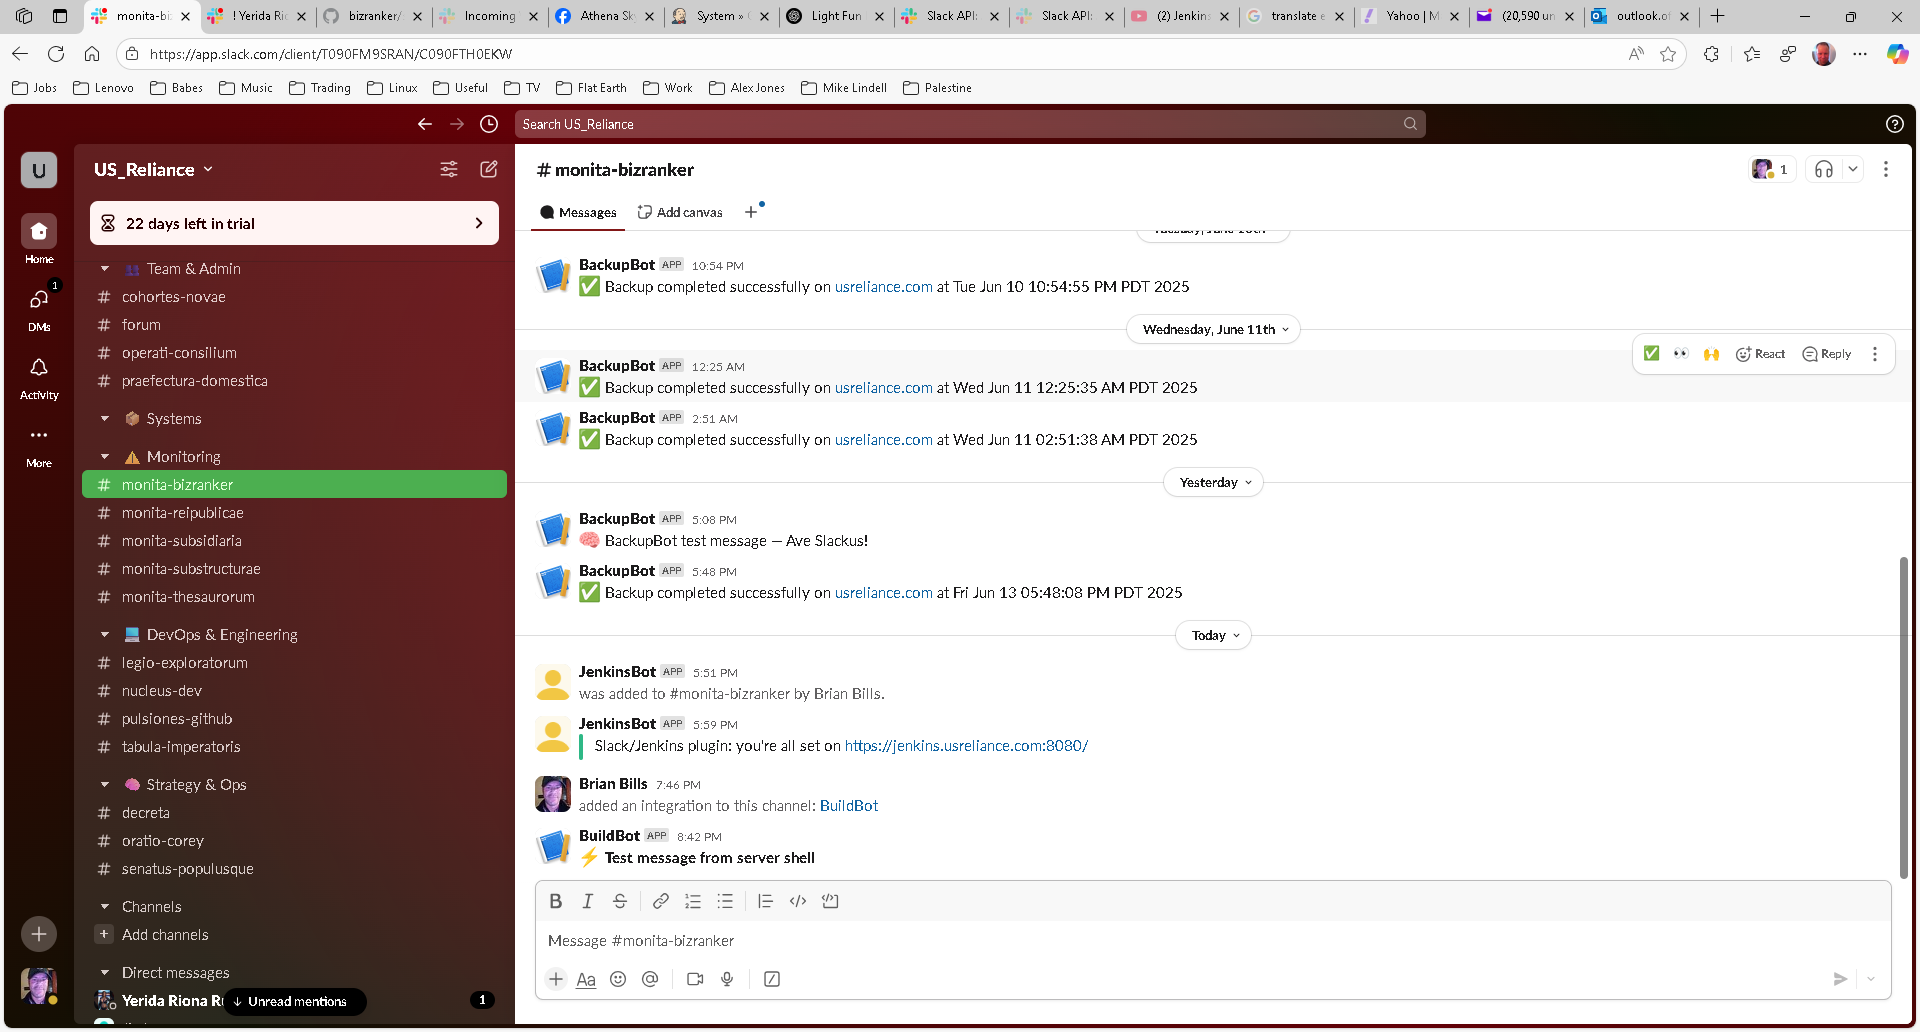 monita-biz
! Yerida Ri
bizranker/
Incoming
Athena Sk
System »
Light Fun
Slack API:
Slack API:
(2) Jenkin
translate e
Yahoo | M
(20,590 un
outlook.of
https://app.slack.com/client/T090FM9SRAN/C090FTH0EKW
Jobs
Lenovo
Babes
Music
Trading
Linux
Useful
TV
Flat Earth
Work
Alex Jones
Mike Lindell
Palestine
Search US_Reliance
U
Home
1
DMs
Activity
More
US_Reliance
22 days left in trial
Team & Admin
# cohortes-novae
# forum
# operati-consilium
# praefectura-domestica
Systems
Monitoring
# monita-bizranker
# monita-reipublicae
# monita-subsidiaria
# monita-substructurae
# monita-thesaurorum
DevOps & Engineering
# legio-exploratorum
# nucleus-dev
# pulsiones-github
# tabula-imperatoris
Strategy & Ops
# decreta
# oratio-corey
# senatus-populusque
Channels
+ Add channels
Direct messages
Yerida Riona R
↓ Unread mentions
1
# monita-bizranker
1
Messages
Add canvas
BackupBot APP 10:54 PM
✅ Backup completed successfully on usreliance.com at Tue Jun 10 10:54:55 PM PDT 2025
Wednesday, June 11th
React
Reply
BackupBot APP 12:25 AM
✅ Backup completed successfully on usreliance.com at Wed Jun 11 12:25:35 AM PDT 2025
BackupBot APP 2:51 AM
✅ Backup completed successfully on usreliance.com at Wed Jun 11 02:51:38 AM PDT 2025
Yesterday
BackupBot APP 5:08 PM
🧠 BackupBot test message — Ave Slackus!
BackupBot APP 5:48 PM
✅ Backup completed successfully on usreliance.com at Fri Jun 13 05:48:08 PM PDT 2025
Today
JenkinsBot APP 5:51 PM
was added to #monita-bizranker by Brian Bills.
JenkinsBot APP 5:59 PM
Slack/Jenkins plugin: you're all set on https://jenkins.usreliance.com:8080/
Brian Bills 7:46 PM
added an integration to this channel: BuildBot
BuildBot APP 8:42 PM
⚡ Test message from server shell
B I S
Message #monita-bizranker
Aa